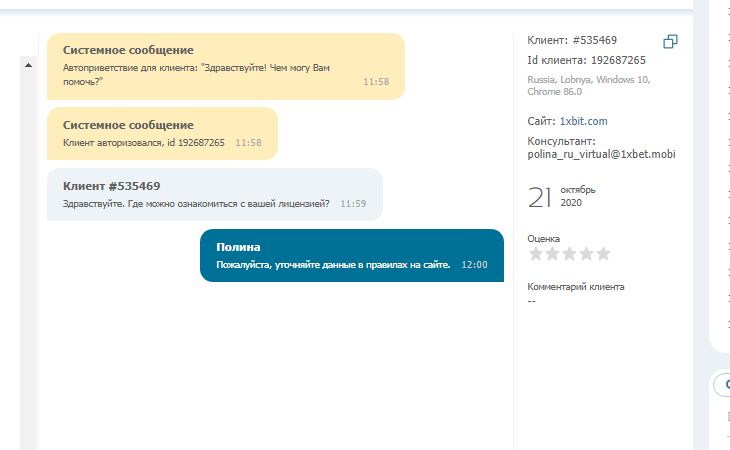 Системное сообщение
Автоприветствие для клиента: "Здравствуйте! Чем могу Вам
помочь?"
11:58
Системное сообщение
Клиент авторизовался, id 192687265 11:58
Клиент #535469
Здравствуйте. Где можно ознакомиться с вашей лицензией? 11:59
Полина
Пожалуйста, уточняйте данные в правилах на сайте. 12:00
Клиент: #535469
Id клиента: 192687265
Russia, Lobnya, Windows 10,
Chrome 86.0
Сайт: 1xbit.com
Консультант:
polina_ru_virtual@1xbet.mobi
21 октябрь
2020
Оценка
Комментарий клиента
--